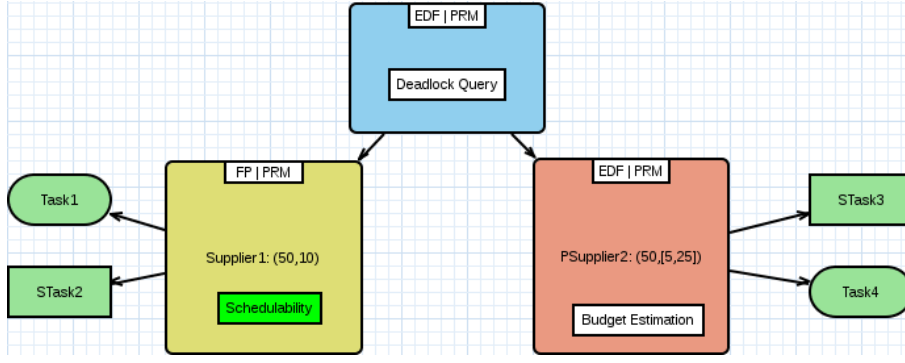 EDF | PRM
Deadlock Query
FP | PRM
EDF | PRM
Task1
STask3
Supplier1: (50,10)
PSupplier2: (50,[5,25])
STask2
Task4
Schedulability
Budget Estimation